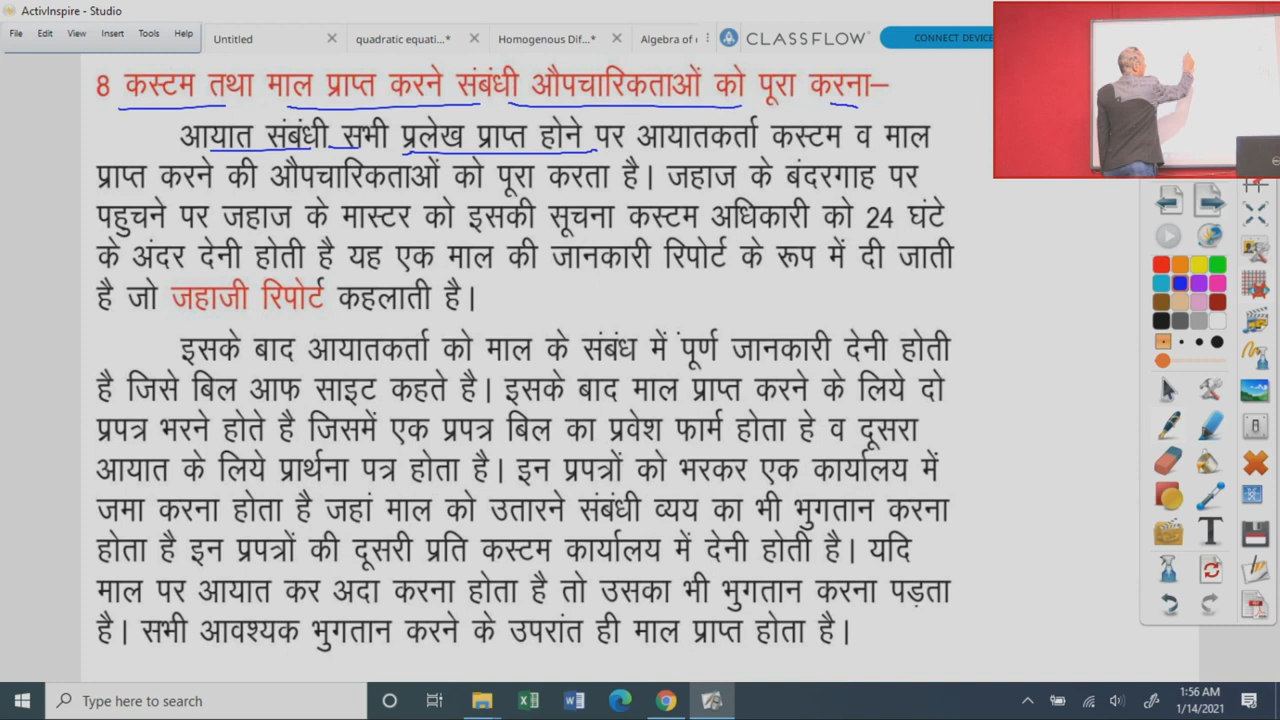 ActivInspire - Studio
File Edit View Insert Tools Help
Untitled quadratic equati...* Homogenous Dif...* Algebra of
CLASSFLOW CONNECT DEVICE
8 कस्टम तथा माल प्राप्त करने संबंधी औपचारिकताओं को पूरा करना–
आयात संबंधी सभी प्रलेख प्राप्त होने पर आयातकर्ता कस्टम व माल
प्राप्त करने की औपचारिकताओं को पूरा करता है। जहाज के बंदरगाह पर
पहुचने पर जहाज के मास्टर को इसकी सूचना कस्टम अधिकारी को 24 घंटे
के अंदर देनी होती है यह एक माल की जानकारी रिपोर्ट के रूप में दी जाती
है जो जहाजी रिपोर्ट कहलाती है।
इसके बाद आयातकर्ता को माल के संबंध में पूर्ण जानकारी देनी होती
है जिसे बिल आफ साइट कहते है। इसके बाद माल प्राप्त करने के लिये दो
प्रपत्र भरने होते है जिसमें एक प्रपत्र बिल का प्रवेश फार्म होता हे व दूसरा
आयात के लिये प्रार्थना पत्र होता है। इन प्रपत्रों को भरकर एक कार्यालय में
जमा करना होता है जहां माल को उतारने संबंधी व्यय का भी भुगतान करना
होता है इन प्रपत्रों की दूसरी प्रति कस्टम कार्यालय में देनी होती है। यदि
माल पर आयात कर अदा करना होता है तो उसका भी भुगतान करना पड़ता
है। सभी आवश्यक भुगतान करने के उपरांत ही माल प्राप्त होता है।
Type here to search
1:56 AM
1/14/2021